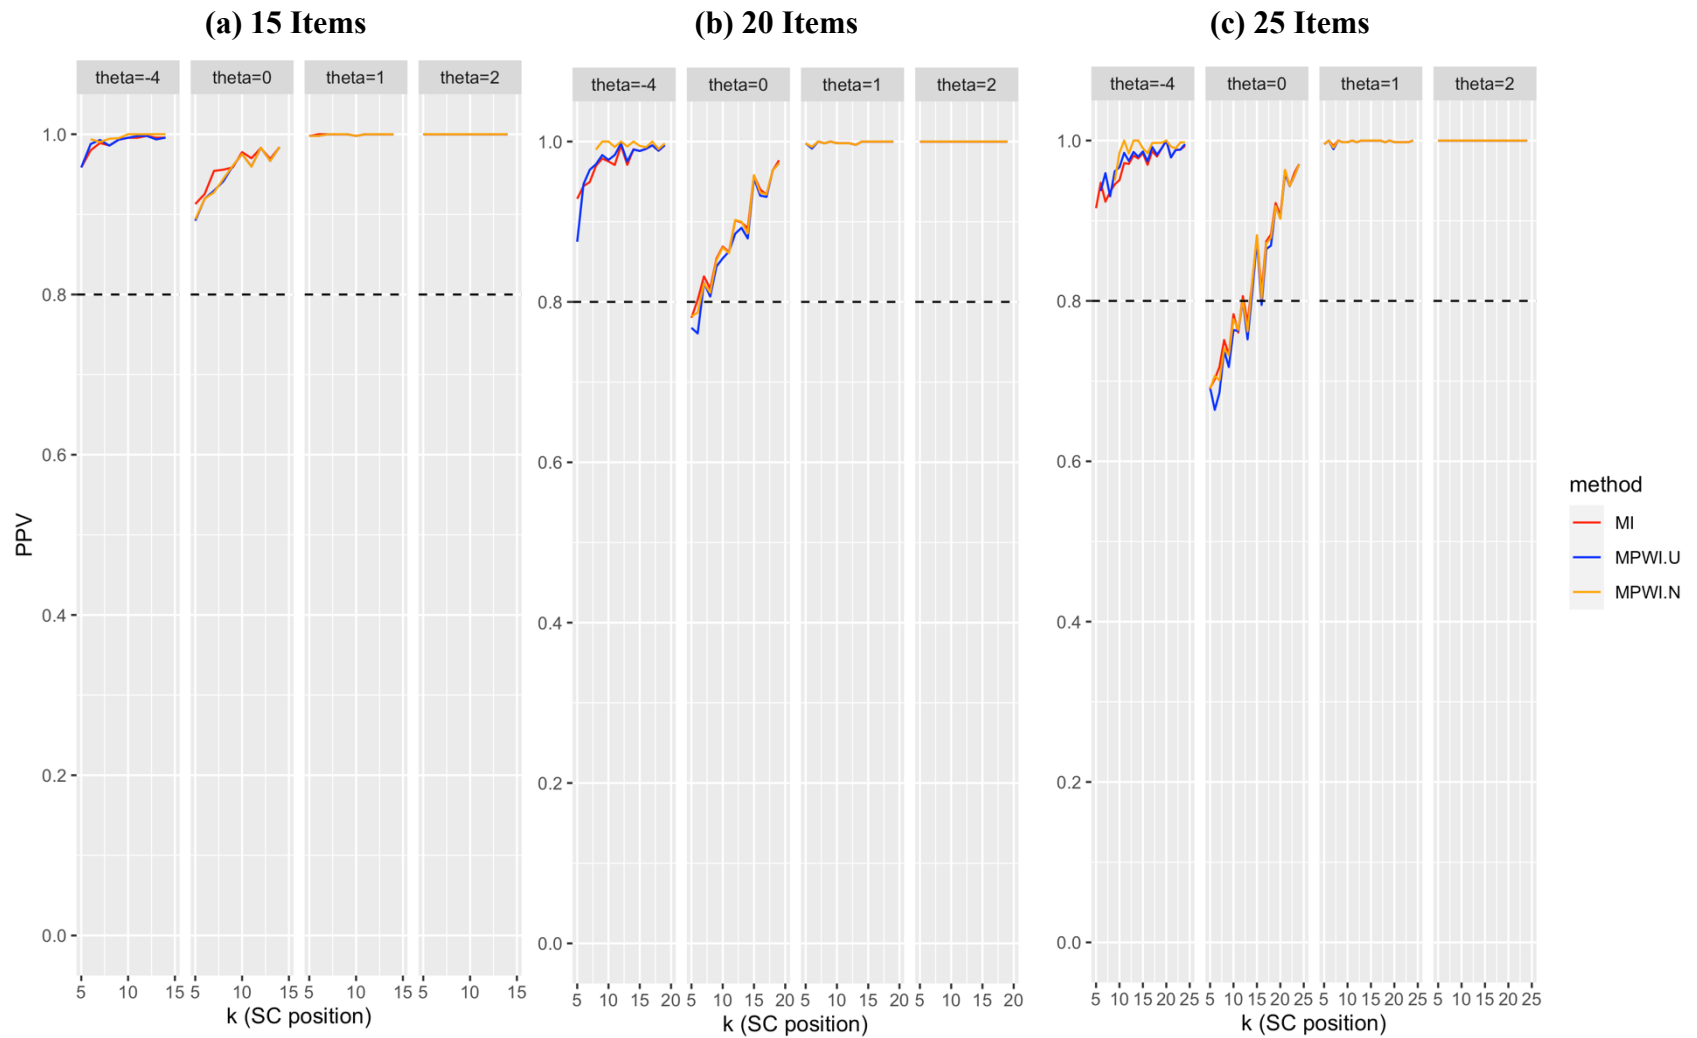 (a) 15 Items
(b) 20 Items
(c) 25 Items
theta=-4 theta=0 theta=1 theta=2
theta=-4 theta=0 theta=1 theta=2
theta=-4 theta=0 theta=1 theta=2
PPV
1.0
0.8
0.6
0.4
0.2
0.0
5 10 15 5 10 15 5 10 15 5 10 15
k (SC position)
1.0
0.8
0.6
0.4
0.2
0.0
5 10 15 20 5 10 15 20 5 10 15 20 5 10 15 20
k (SC position)
1.0
0.8
0.6
0.4
0.2
0.0
5 10 15 20 25 5 10 15 20 25 5 10 15 20 25 5 10 15 20 25
k (SC position)
method
MI
MPWI.U
MPWI.N